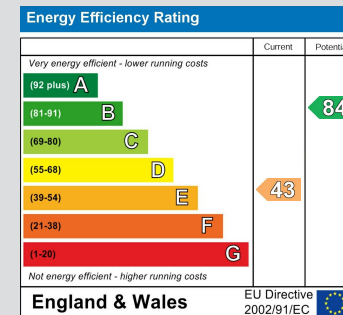 Energy Efficiency Rating
Current Potenti
Very energy efficient - lower running costs
(92 plus) A
(81-91) B
84
(69-80) C
(55-68) D
(39-54) E
43
(21-38) F
(1-20) G
Not energy efficient - higher running costs
England & Wales
EU Directive
2002/91/EC